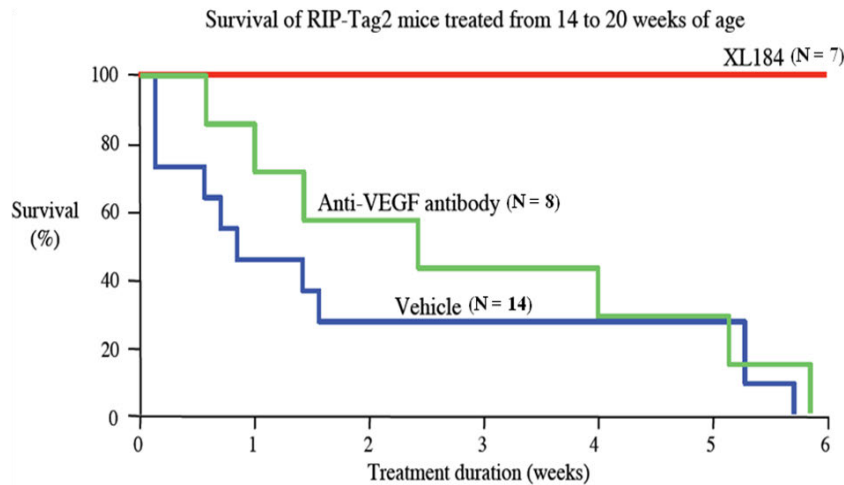 Survival of RIP-Tag2 mice treated from 14 to 20 weeks of age
XL184 (N = 7)
100
80
Anti-VEGF antibody (N = 8)
Survival
(%)
60
40
Vehicle (N = 14)
20
0
0 1 2 3 4 5 6
Treatment duration (weeks)